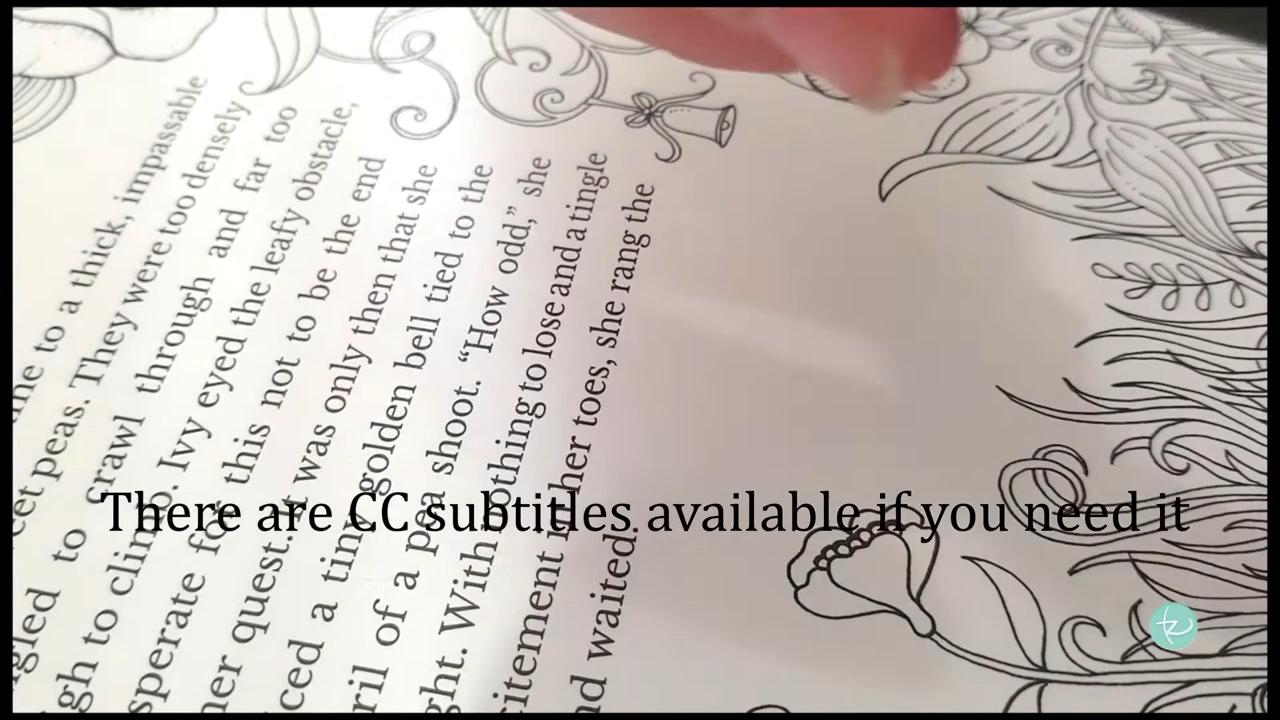 ne to a thick, impassable
eet peas. They were too densely
gled to crawl through and far too
gh to climb. Ivy eyed the leafy obstacle,
sperate for this not to be the end
her quest. It was only then that she
ced a tiny golden bell tied to the
ril of a pea shoot. “How odd,” she
ght. With nothing to lose and a tingle
citement in her toes, she rang the
nd waited.
There are CC subtitles available if you need it